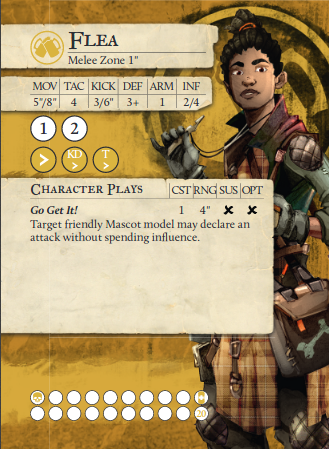 Flea
Melee Zone 1"
MOV TAC KICK DEF ARM INF
5"/8" 4 3/6" 3+ 1 2/4
1 2
> KD > T >
Character Plays CST RNG SUS OPT
Go Get It! 1 4" ✘ ✘
Target friendly Mascot model may declare an
attack without spending influence.
20